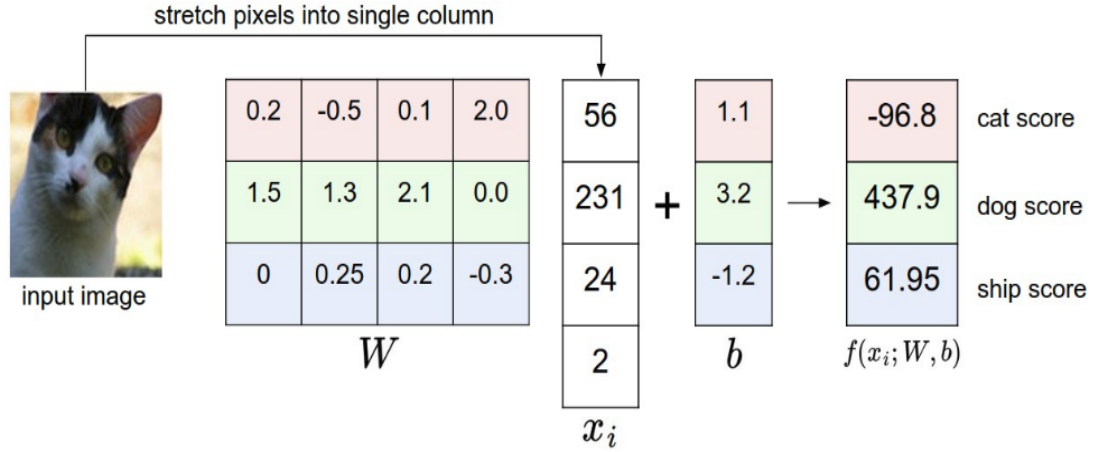 stretch pixels into single column
0.2 -0.5 0.1 2.0
1.5 1.3 2.1 0.0
0 0.25 0.2 -0.3
W
56
231
24
2
x_i
+
1.1
3.2
-1.2
b
-96.8 cat score
437.9 dog score
61.95 ship score
f(x_i; W, b)
input image